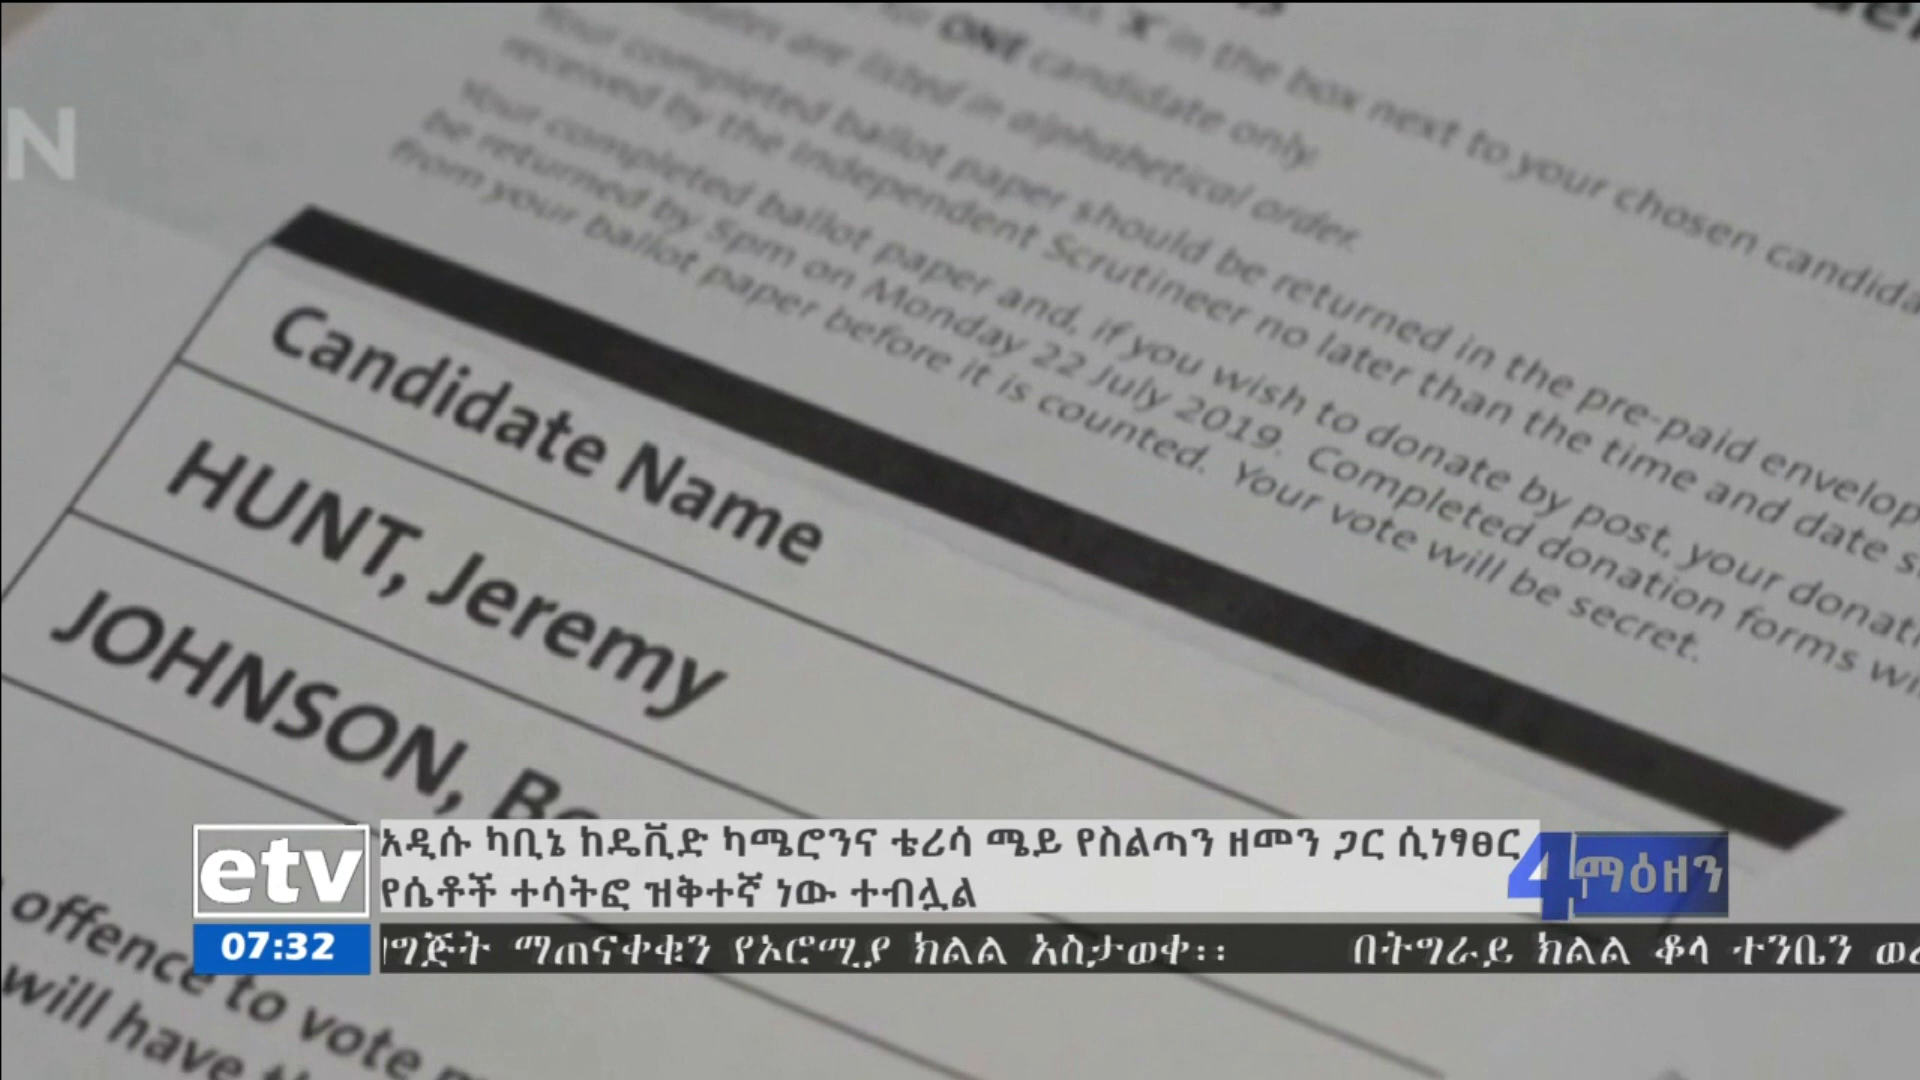 X in the box next to your chosen
ONE candidate only.
are listed in alphabetical order.
Your completed ballot paper should be returned in the pre-paid
received by the Independent Scrutineer no later than the time and date
Your completed ballot paper and, if you wish to donate by post, your
be returned by 5pm on Monday 22 July 2019. Completed donation forms
from your ballot paper before it is counted. Your vote will be secret.
N
Candidate Name
HUNT, Jeremy
JOHNSON,
offence to vote
will have
etv
አዲሱ ካቢኔ ከዴቪድ ካሜሮንና ቴሪሳ ሜይ የስልጣን ዘመን ጋር ሲነፃፀር
የሴቶች ተሳትፎ ዝቅተኛ ነው ተብሏል
4 ማዕዘን
07:32
ማጠናቀቁን የኦሮሚያ ክልል አስታወቀ፡፡ በትግራይ ክልል ቆላ ተንቤን